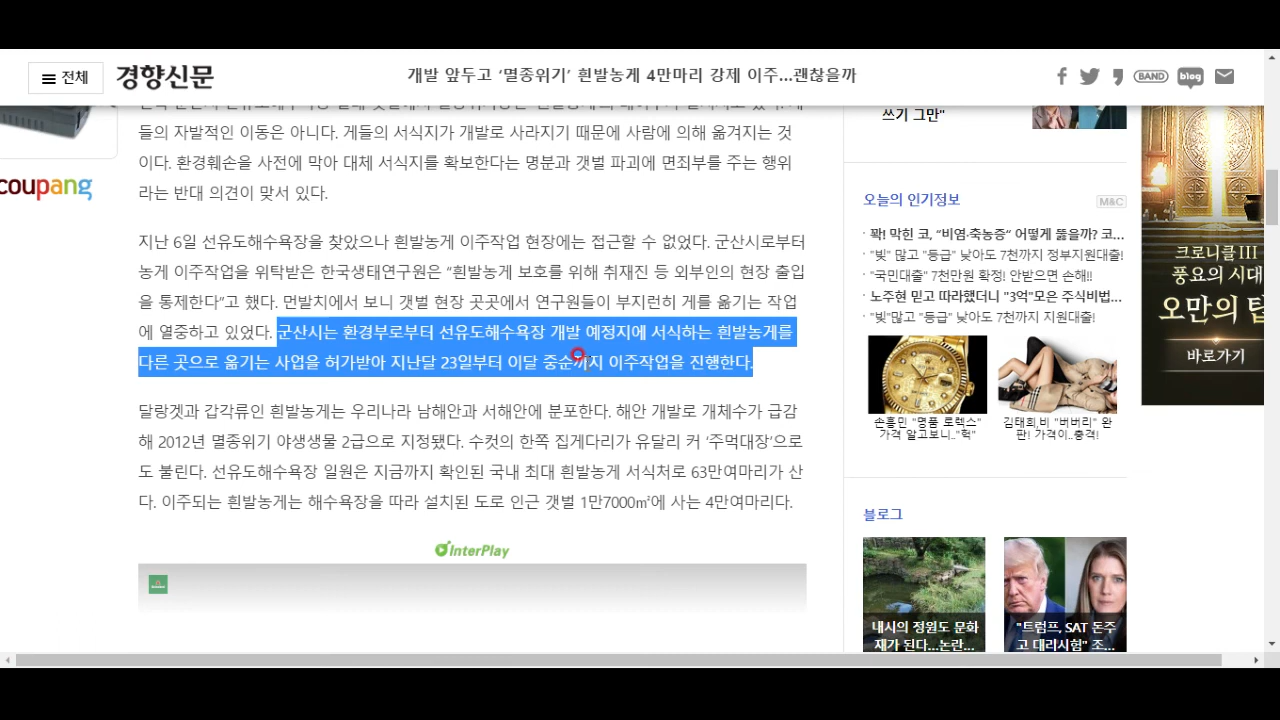 전체
경향신문
개발 앞두고 ‘멸종위기’ 흰발농게 4만마리 강제 이주...괜찮을까
BAND
blog
들의 자발적인 이동은 아니다. 게들의 서식지가 개발로 사라지기 때문에 사람에 의해 옮겨지는 것
이다. 환경훼손을 사전에 막아 대체 서식지를 확보한다는 명분과 갯벌 파괴에 면죄부를 주는 행위
라는 반대 의견이 맞서 있다.
지난 6일 선유도해수욕장을 찾았으나 흰발농게 이주작업 현장에는 접근할 수 없었다. 군산시로부터
농게 이주작업을 위탁받은 한국생태연구원은 “흰발농게 보호를 위해 취재진 등 외부인의 현장 출입
을 통제한다”고 했다. 먼발치에서 보니 갯벌 현장 곳곳에서 연구원들이 부지런히 게를 옮기는 작업
에 열중하고 있었다. 군산시는 환경부로부터 선유도해수욕장 개발 예정지에 서식하는 흰발농게를
다른 곳으로 옮기는 사업을 허가받아 지난달 23일부터 이달 중순까지 이주작업을 진행한다.
달랑겟과 갑각류인 흰발농게는 우리나라 남해안과 서해안에 분포한다. 해안 개발로 개체수가 급감
해 2012년 멸종위기 야생생물 2급으로 지정됐다. 수컷의 한쪽 집게다리가 유달리 커 ‘주먹대장’으로
도 불린다. 선유도해수욕장 일원은 지금까지 확인된 국내 최대 흰발농게 서식처로 63만여마리가 산
다. 이주되는 흰발농게는 해수욕장을 따라 설치된 도로 인근 갯벌 1만7000㎡에 사는 4만여마리다.
InterPlay
coupang
쓰기 그만"
오늘의 인기정보
M&C
꽉! 막힌 코, “비염·축농증“ 어떻게 뚫을까? 코...
"빚" 많고 "등급" 낮아도 7천까지 정부지원대출!
"국민대출" 7천만원 확정! 안받으면 손해!!
노주현 믿고 따라했더니 "3억"모은 주식비법...
"빚"많고 "등급" 낮아도 7천까지 지원대출!
손흥민 "명품 로렉스"
가격 알고보니.."헉"
김태희,비 "버버리" 완
판! 가격이..충격!
블로그
내시의 정원도 문화
재가 된다...논란...
"트럼프, SAT 돈주
고 대리시험" 조...
크로니클 III
풍요의 시대
오만의 탑
바로가기